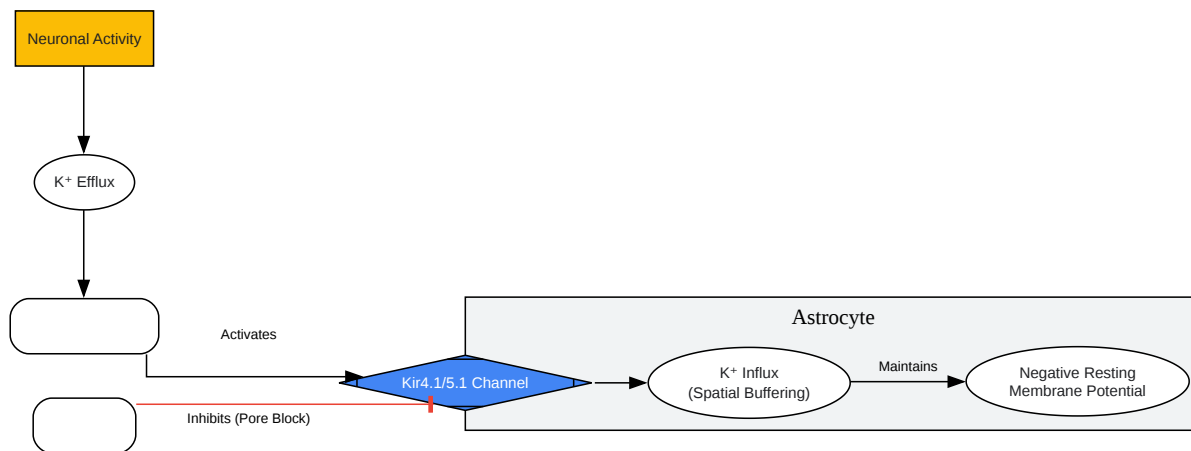 Neuronal Activity
K⁺ Efflux
Activates
Astrocyte
Kir4.1/5.1 Channel
K⁺ Influx
(Spatial Buffering)
Maintains
Negative Resting
Membrane Potential
Inhibits (Pore Block)